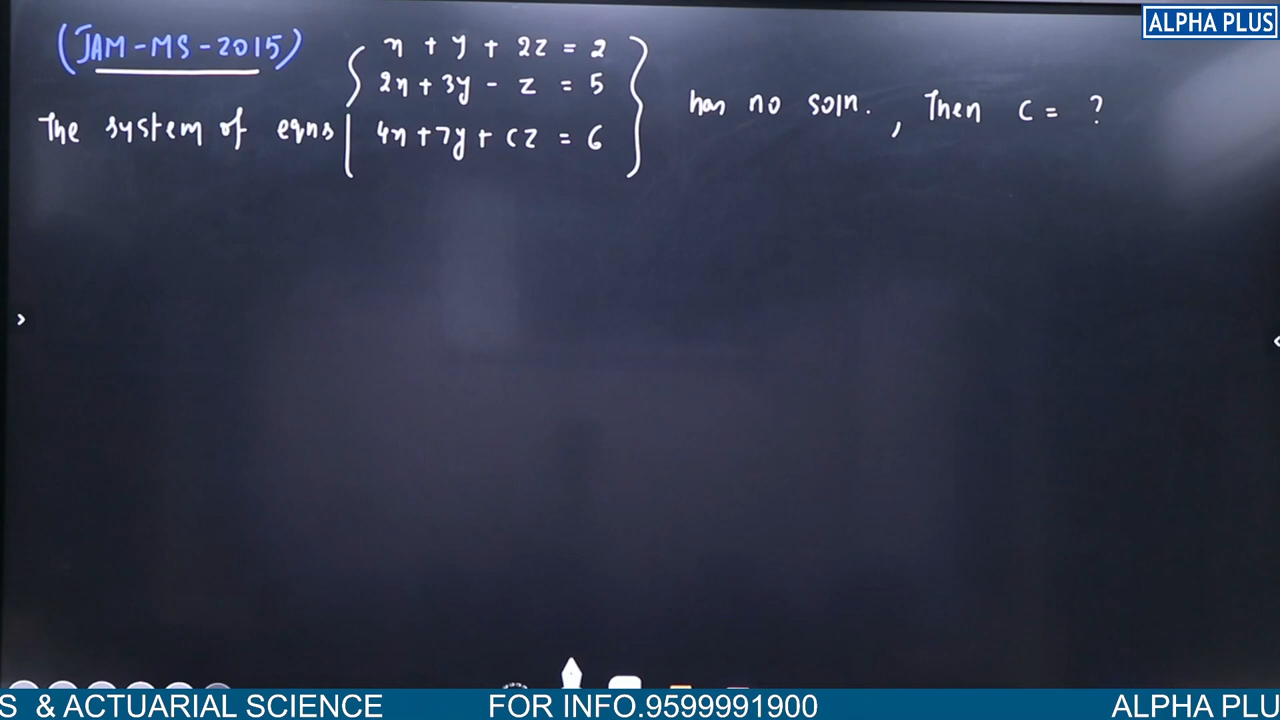 ALPHA PLUS
(JAM-MS-2015)
x + y + 2z = 2
2x + 3y - z = 5
The system of eqns
4x + 7y + cz = 6
has no soln. , Then c = ?
S & ACTUARIAL SCIENCE FOR INFO.9599991900 ALPHA PLU